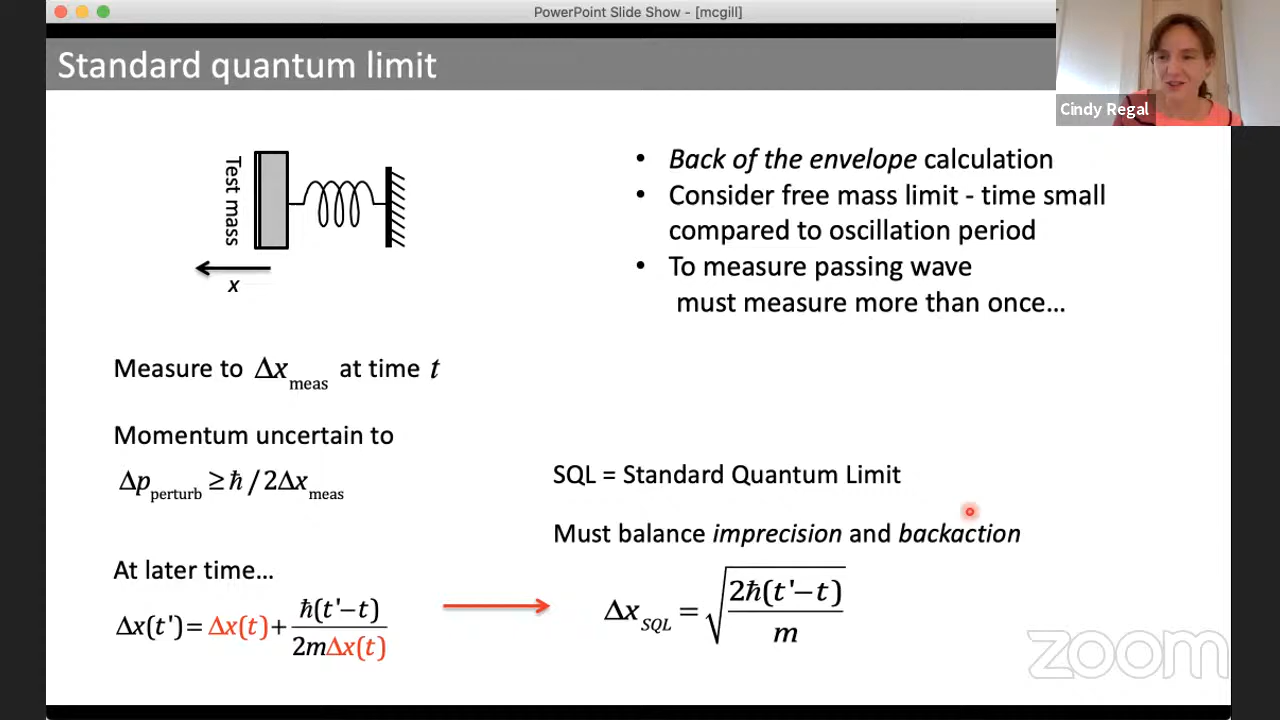 PowerPoint Slide Show - [mcgill]
Standard quantum limit
Cindy Regal
Test mass
x
• Back of the envelope calculation
• Consider free mass limit - time small
compared to oscillation period
• To measure passing wave
must measure more than once…
Measure to Δx_meas at time t
Momentum uncertain to
Δp_perturb ≥ ħ / 2Δx_meas
At later time…
Δx(t') = Δx(t) + ħ(t'−t) / 2mΔx(t)
SQL = Standard Quantum Limit
Must balance imprecision and backaction
Δx_SQL = √(2ħ(t'−t) / m)
zoom